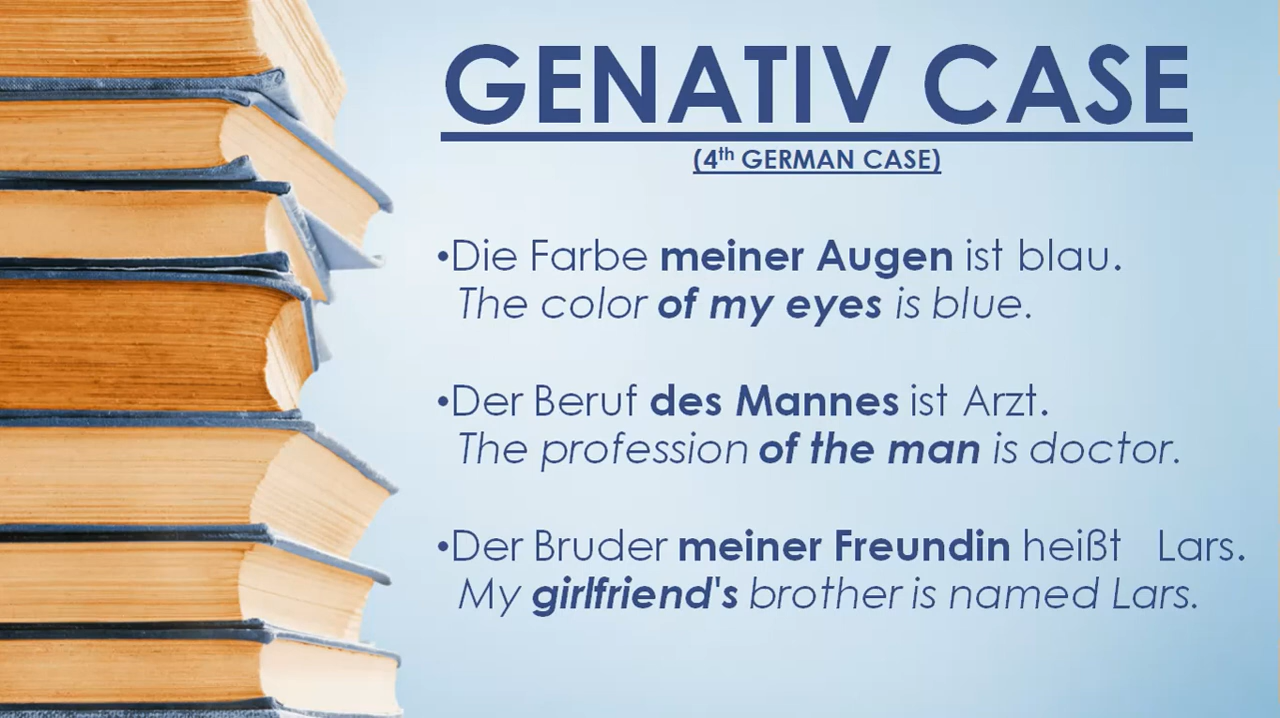 GENATIV CASE
(4th GERMAN CASE)
•Die Farbe meiner Augen ist blau.
The color of my eyes is blue.
•Der Beruf des Mannes ist Arzt.
The profession of the man is doctor.
•Der Bruder meiner Freundin heißt Lars.
My girlfriend's brother is named Lars.